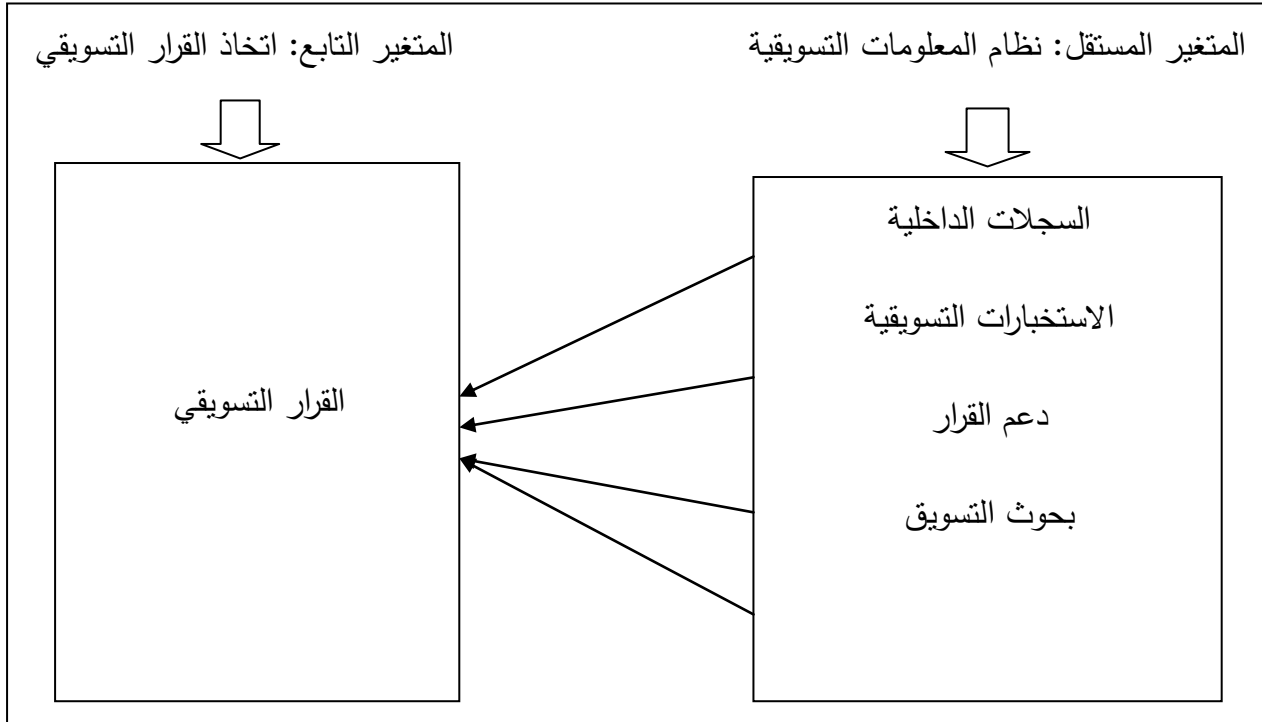 المتغير المستقل: نظام المعلومات التسويقية
المتغير التابع: اتخاذ القرار التسويقي
السجلات الداخلية
الاستخبارات التسويقية
دعم القرار
بحوث التسويق
القرار التسويقي